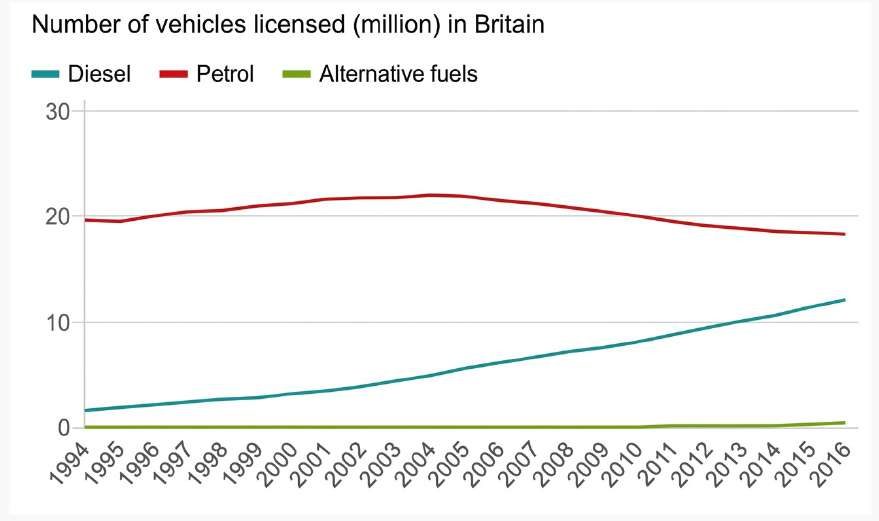 Number of vehicles licensed (million) in Britain
Diesel Petrol Alternative fuels
30
20
10
0
1994 1995 1996 1997 1998 1999 2000 2001 2002 2003 2004 2005 2006 2007 2008 2009 2010 2011 2012 2013 2014 2015 2016